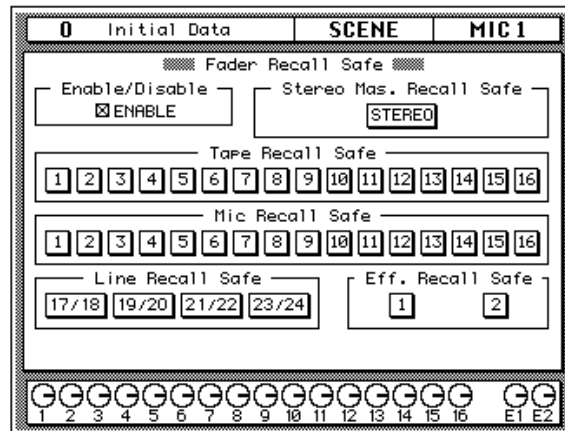 0 Initial Data SCENE MIC 1
Fader Recall Safe
Enable/Disable Stereo Mas. Recall Safe
ENABLE STEREO
Tape Recall Safe
1 2 3 4 5 6 7 8 9 10 11 12 13 14 15 16
Mic Recall Safe
1 2 3 4 5 6 7 8 9 10 11 12 13 14 15 16
Line Recall Safe Eff. Recall Safe
17/18 19/20 21/22 23/24 1 2
1 2 3 4 5 6 7 8 9 10 11 12 13 14 15 16 E1 E2